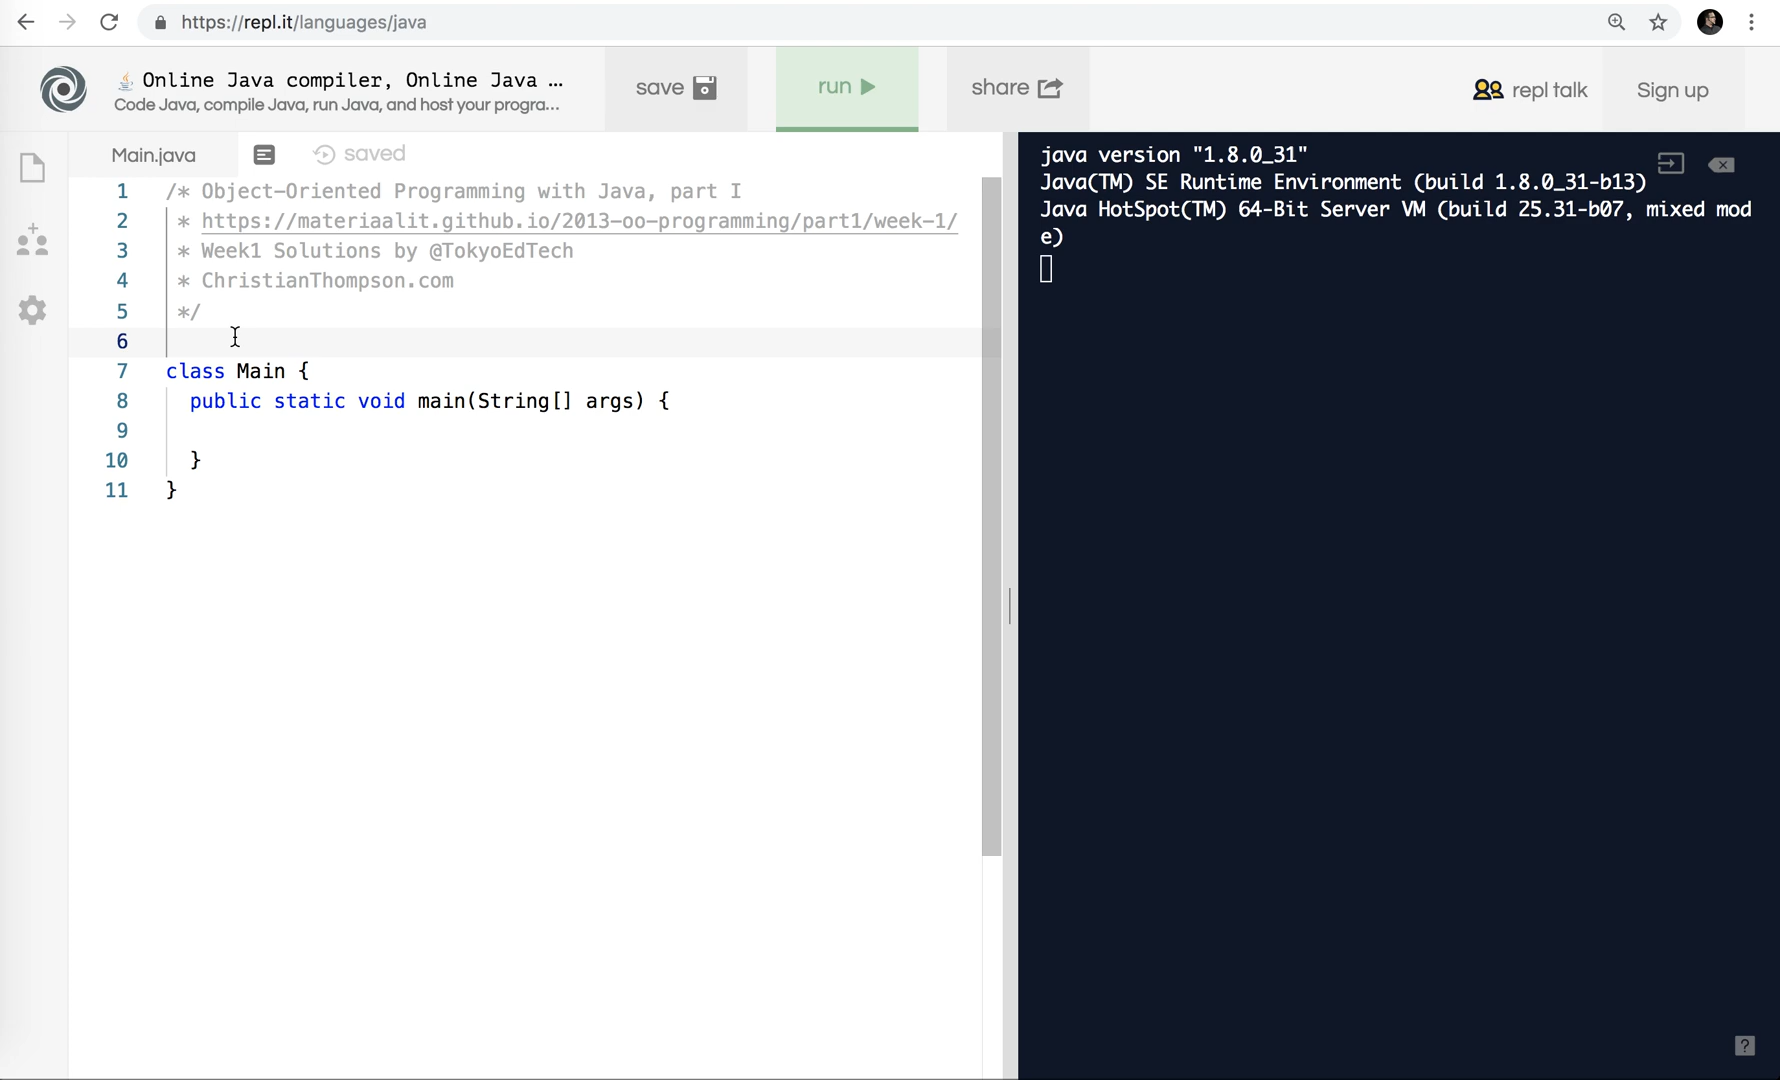 https://repl.it/languages/java
Online Java compiler, Online Java ...
Code Java, compile Java, run Java, and host your progra...
save
run
share
repl talk
Sign up
Main.java
saved
1 /* Object-Oriented Programming with Java, part I
2 * https://materiaalit.github.io/2013-oo-programming/part1/week-1/
3 * Week1 Solutions by @TokyoEdTech
4 * ChristianThompson.com
5 */
6
7 class Main {
8 public static void main(String[] args) {
9
10 }
11 }
java version "1.8.0_31"
Java(TM) SE Runtime Environment (build 1.8.0_31-b13)
Java HotSpot(TM) 64-Bit Server VM (build 25.31-b07, mixed mod
e)
?